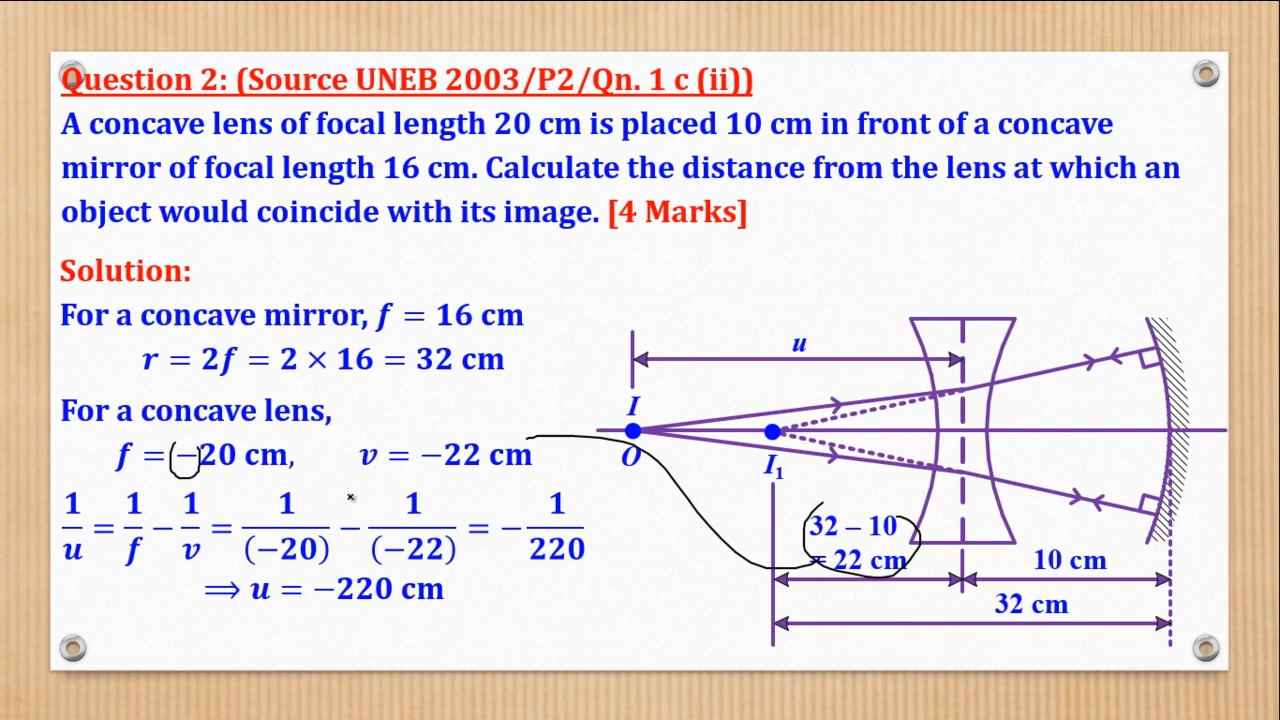 Question 2: (Source UNEB 2003/P2/Qn. 1 c (ii))
A concave lens of focal length 20 cm is placed 10 cm in front of a concave
mirror of focal length 16 cm. Calculate the distance from the lens at which an
object would coincide with its image. [4 Marks]
Solution:
For a concave mirror, f = 16 cm
r = 2f = 2 × 16 = 32 cm
For a concave lens,
f = −20 cm, v = −22 cm
1/u = 1/f − 1/v = 1/(−20) − 1/(−22) = − 1/220
⟹ u = −220 cm
u
I
O
I₁
32 − 10
= 22 cm
10 cm
32 cm